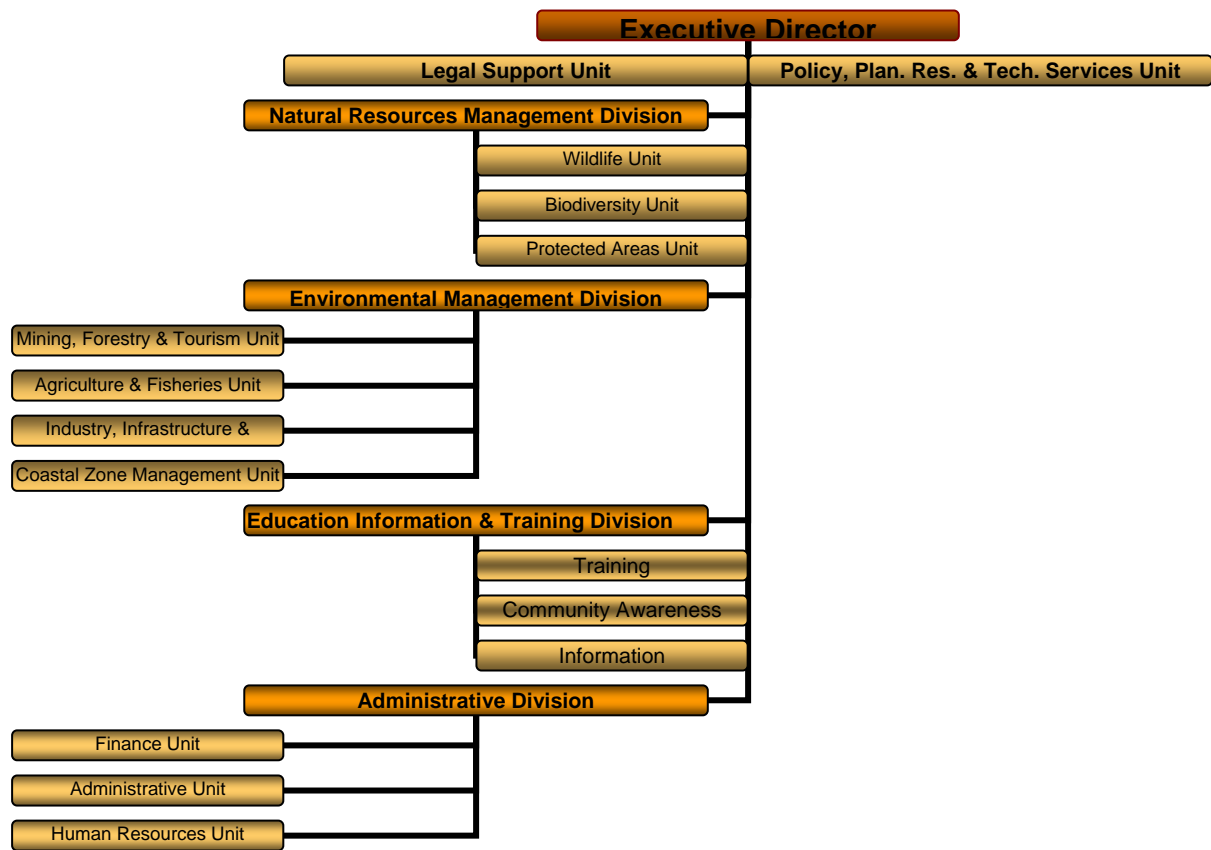 Executive Director
Legal Support Unit
Policy, Plan. Res. & Tech. Services Unit
Natural Resources Management Division
Wildlife Unit
Biodiversity Unit
Protected Areas Unit
Environmental Management Division
Mining, Forestry & Tourism Unit
Agriculture & Fisheries Unit
Industry, Infrastructure &
Coastal Zone Management Unit
Education Information & Training Division
Training
Community Awareness
Information
Administrative Division
Finance Unit
Administrative Unit
Human Resources Unit